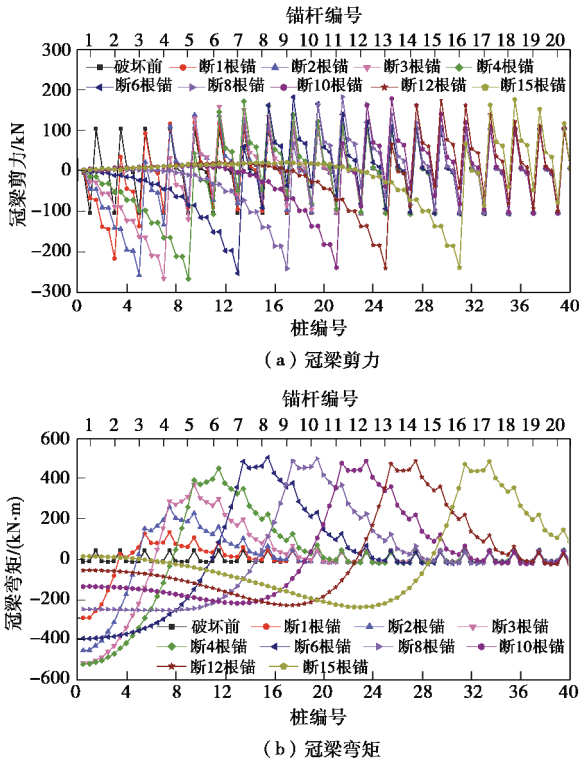 锚杆编号
1 2 3 4 5 6 7 8 9 10 11 12 13 14 15 16 17 18 19 20
300
200
100
0
−100
−200
−300
冠梁剪力/kN
破坏前 断1根锚 断2根锚 断3根锚 断4根锚
断6根锚 断8根锚 断10根锚 断12根锚 断15根锚
0 4 8 12 16 20 24 28 32 36 40
桩编号
(a)冠梁剪力
锚杆编号
1 2 3 4 5 6 7 8 9 10 11 12 13 14 15 16 17 18 19 20
600
400
200
0
−200
−400
−600
冠梁弯矩/(kN·m)
破坏前 断1根锚 断2根锚 断3根锚
断4根锚 断6根锚 断8根锚 断10根锚
断12根锚 断15根锚
0 4 8 12 16 20 24 28 32 36 40
桩编号
(b)冠梁弯矩